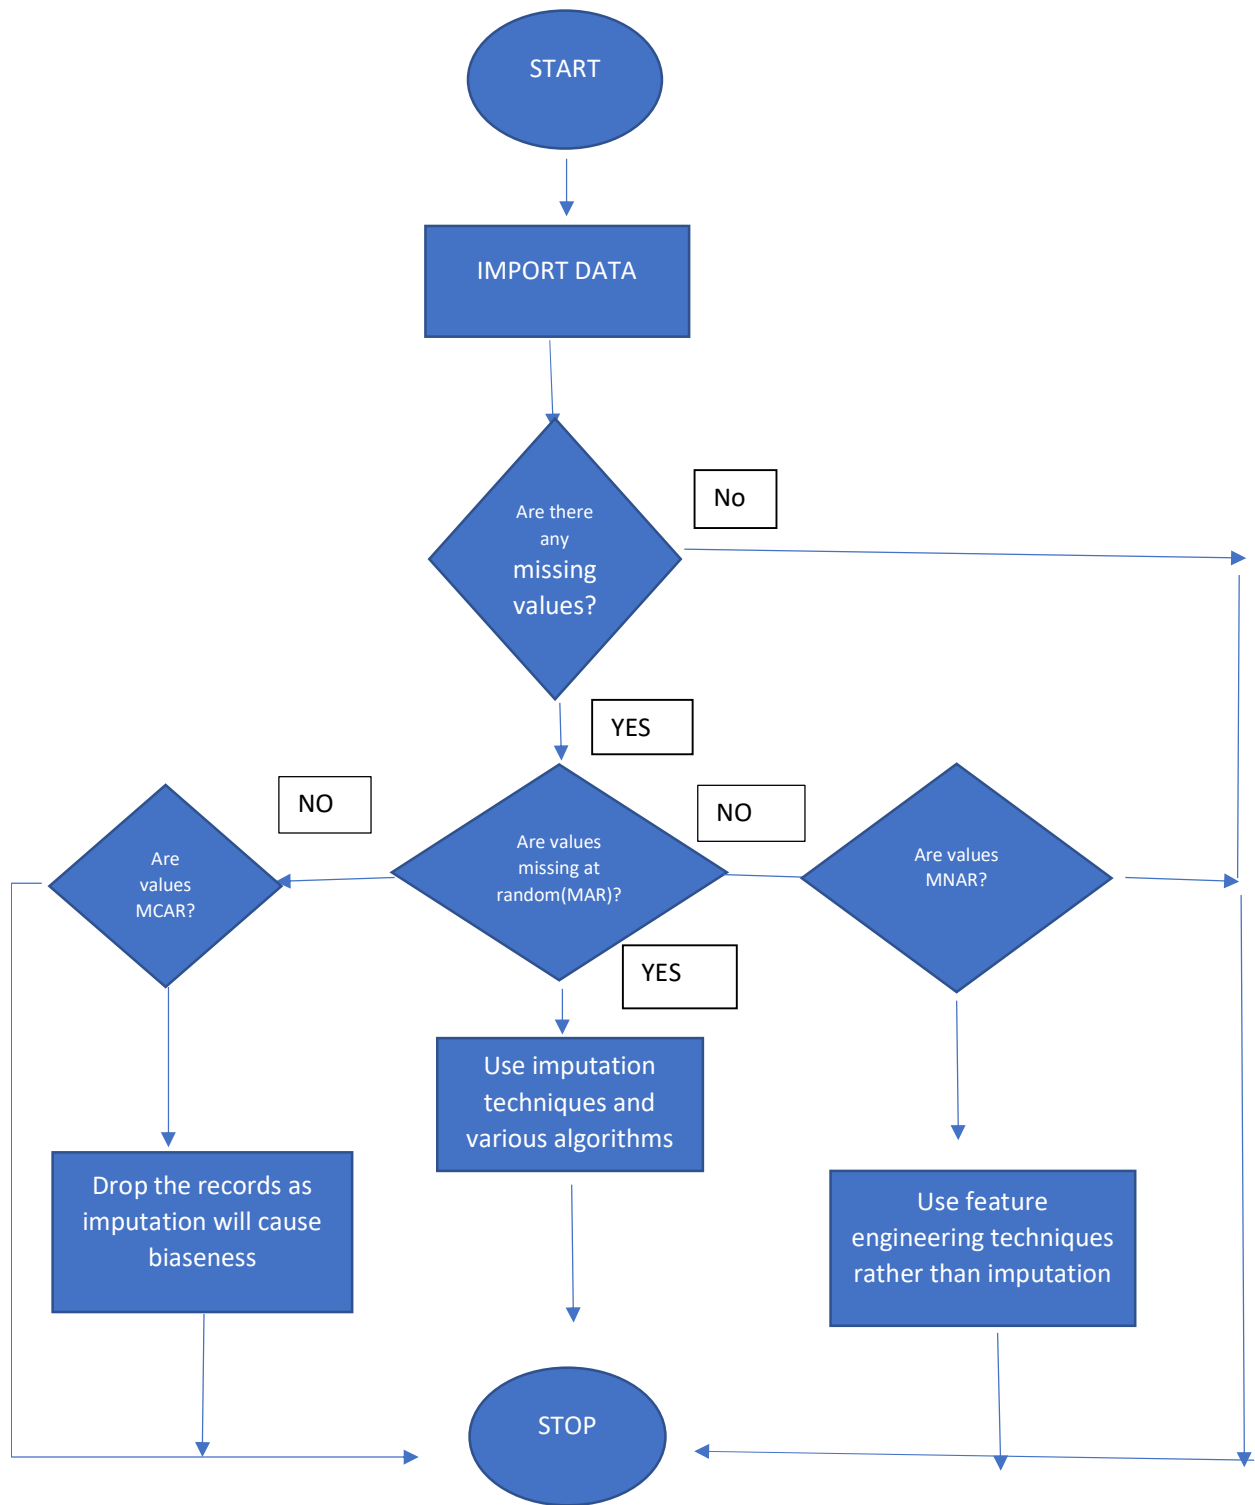 START
IMPORT DATA
No
Are there
any
missing
values?
YES
NO
NO
Are
values
MCAR?
Are values
missing at
random(MAR)?
Are values
MNAR?
YES
Use imputation
techniques and
various algorithms
Drop the records as
imputation will cause
biaseness
Use feature
engineering techniques
rather than imputation
STOP